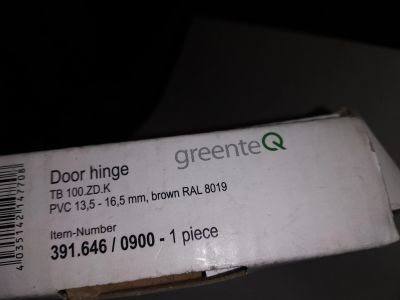 greenteQ
Door hinge
TB 100.ZD.K
PVC 13,5 - 16,5 mm, brown RAL 8019
Item-Number
391.646 / 0900 - 1 piece
4035142147708